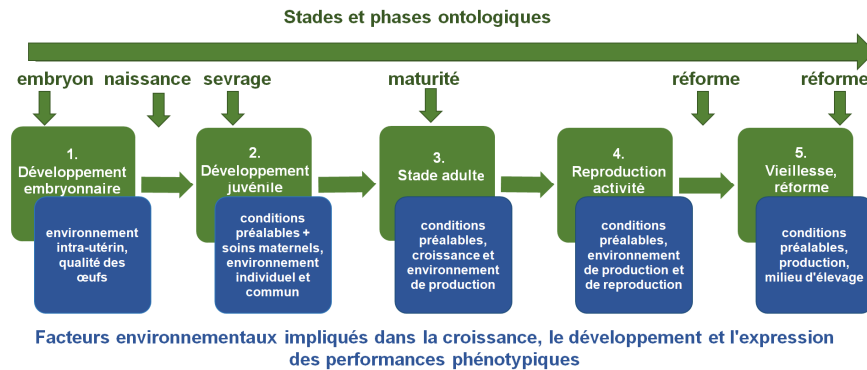 Stades et phases ontologiques
embryon naissance sevrage maturité réforme réforme
1.
Développement
embryonnaire
environnement
intra-utérin,
qualité des
œufs
2.
Développement
juvénile
conditions
préalables +
soins maternels,
environnement
individuel et
commun
3.
Stade adulte
conditions
préalables,
croissance et
environnement
de production
4.
Reproduction
activité
conditions
préalables,
environnement
de production et
de reproduction
5.
Vieillesse,
réforme
conditions
préalables,
production,
milieu d'élevage
Facteurs environnementaux impliqués dans la croissance, le développement et l'expression
des performances phénotypiques